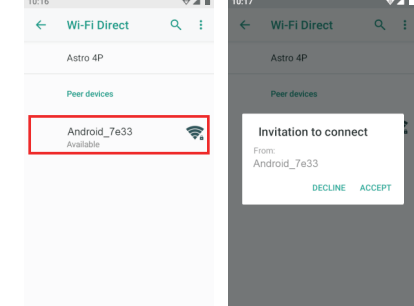 10:16
Wi-Fi Direct
Astro 4P
Peer devices
Android_7e33
Available
10:17
Wi-Fi Direct
Astro 4P
Peer devices
Invitation to connect
From:
Android_7e33
DECLINE ACCEPT